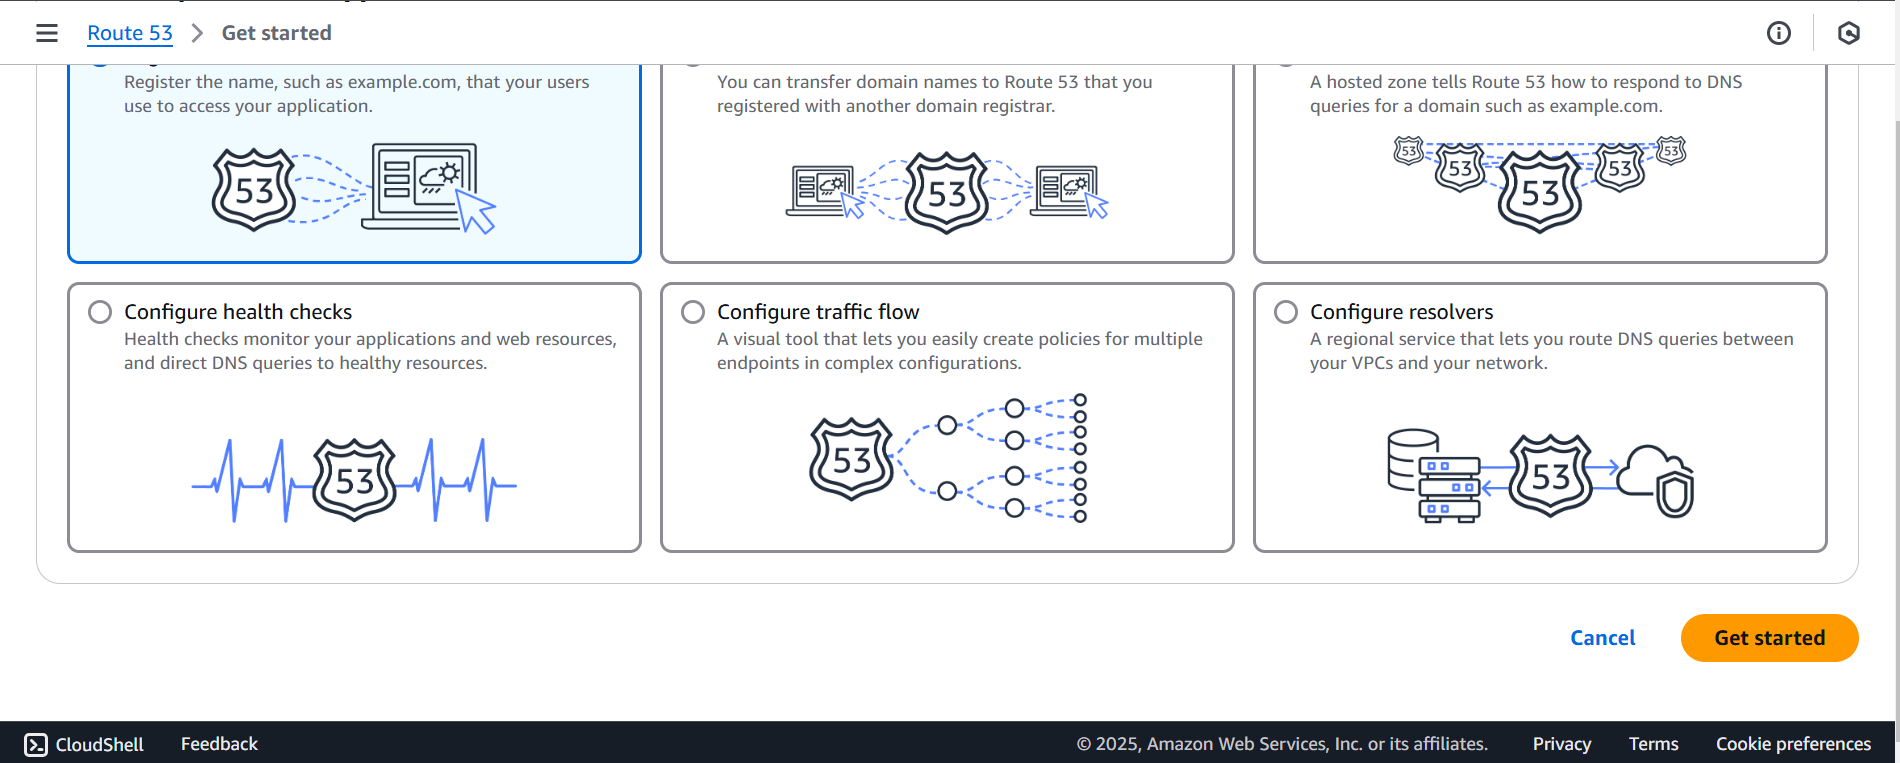 Route 53 Get started
Register the name, such as example.com, that your users
use to access your application.
53
You can transfer domain names to Route 53 that you
registered with another domain registrar.
53
A hosted zone tells Route 53 how to respond to DNS
queries for a domain such as example.com.
53 53 53 53 53
Configure health checks
Health checks monitor your applications and web resources,
and direct DNS queries to healthy resources.
53
Configure traffic flow
A visual tool that lets you easily create policies for multiple
endpoints in complex configurations.
53
Configure resolvers
A regional service that lets you route DNS queries between
your VPCs and your network.
53
Cancel Get started
CloudShell Feedback © 2025, Amazon Web Services, Inc. or its affiliates. Privacy Terms Cookie preferences